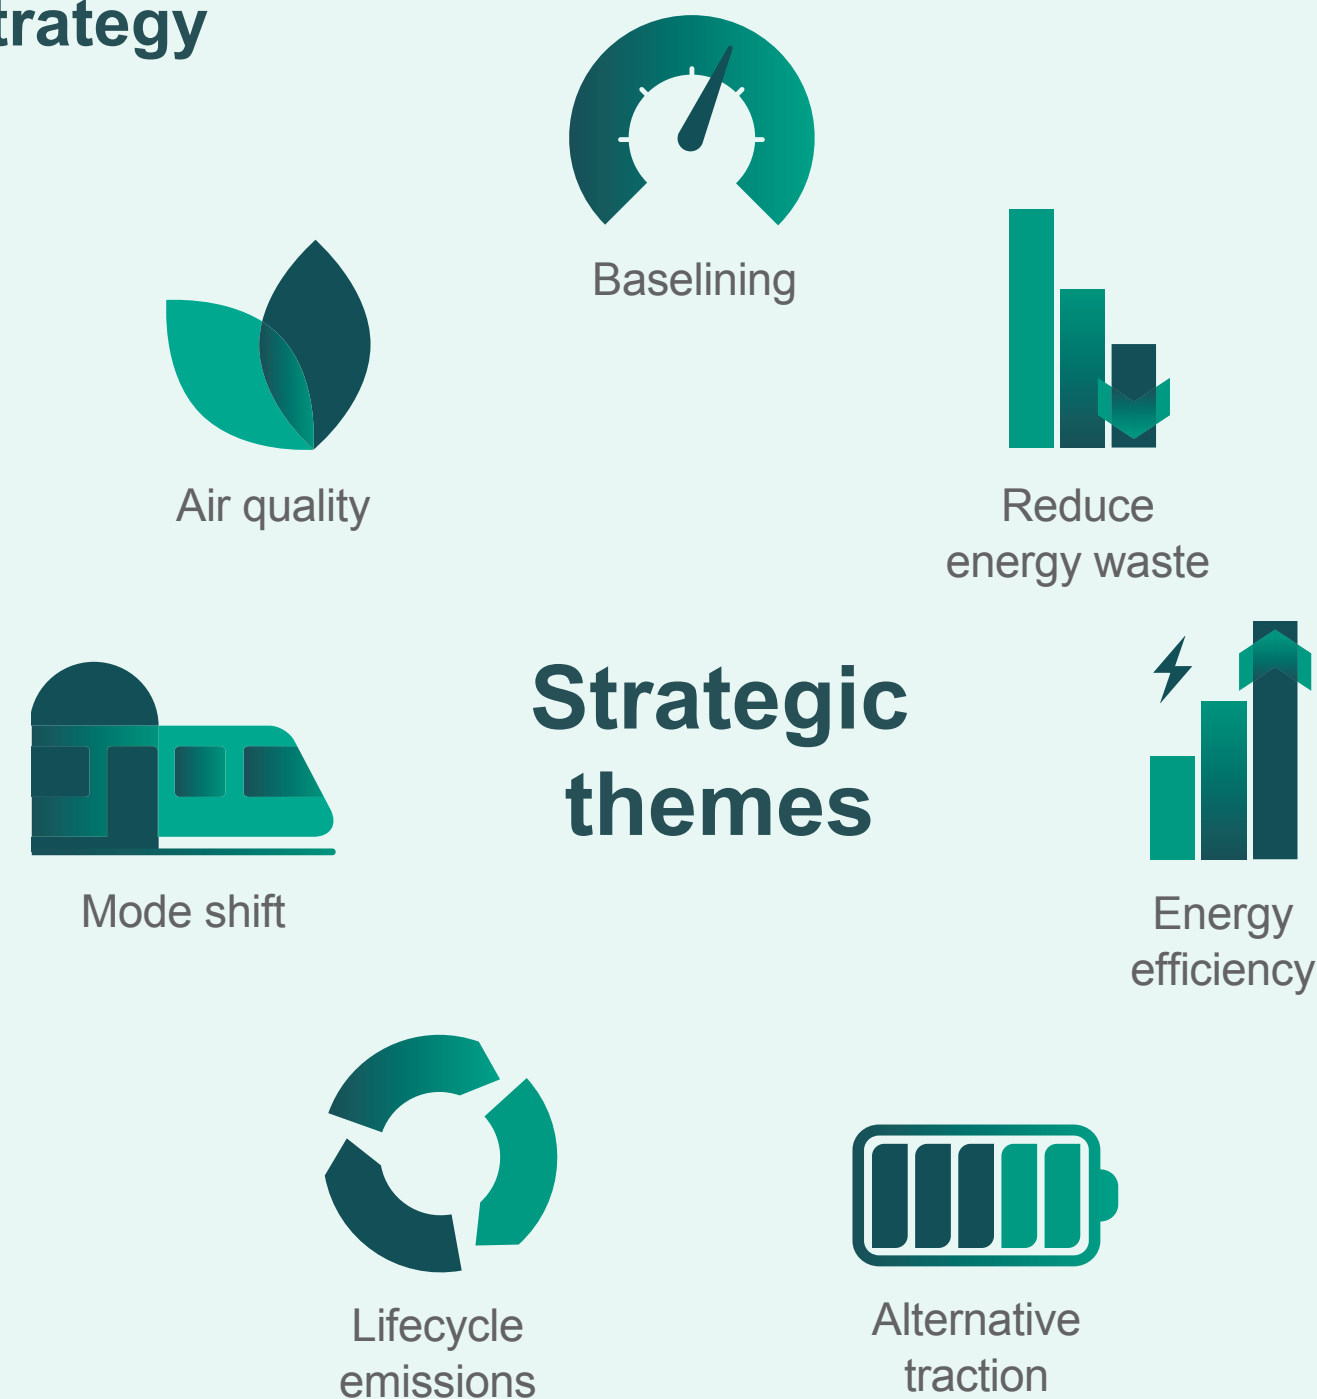 trategy
Baselining
Air quality
Reduce
energy waste
Strategic
themes
Mode shift
Energy
efficiency
Lifecycle
emissions
Alternative
traction